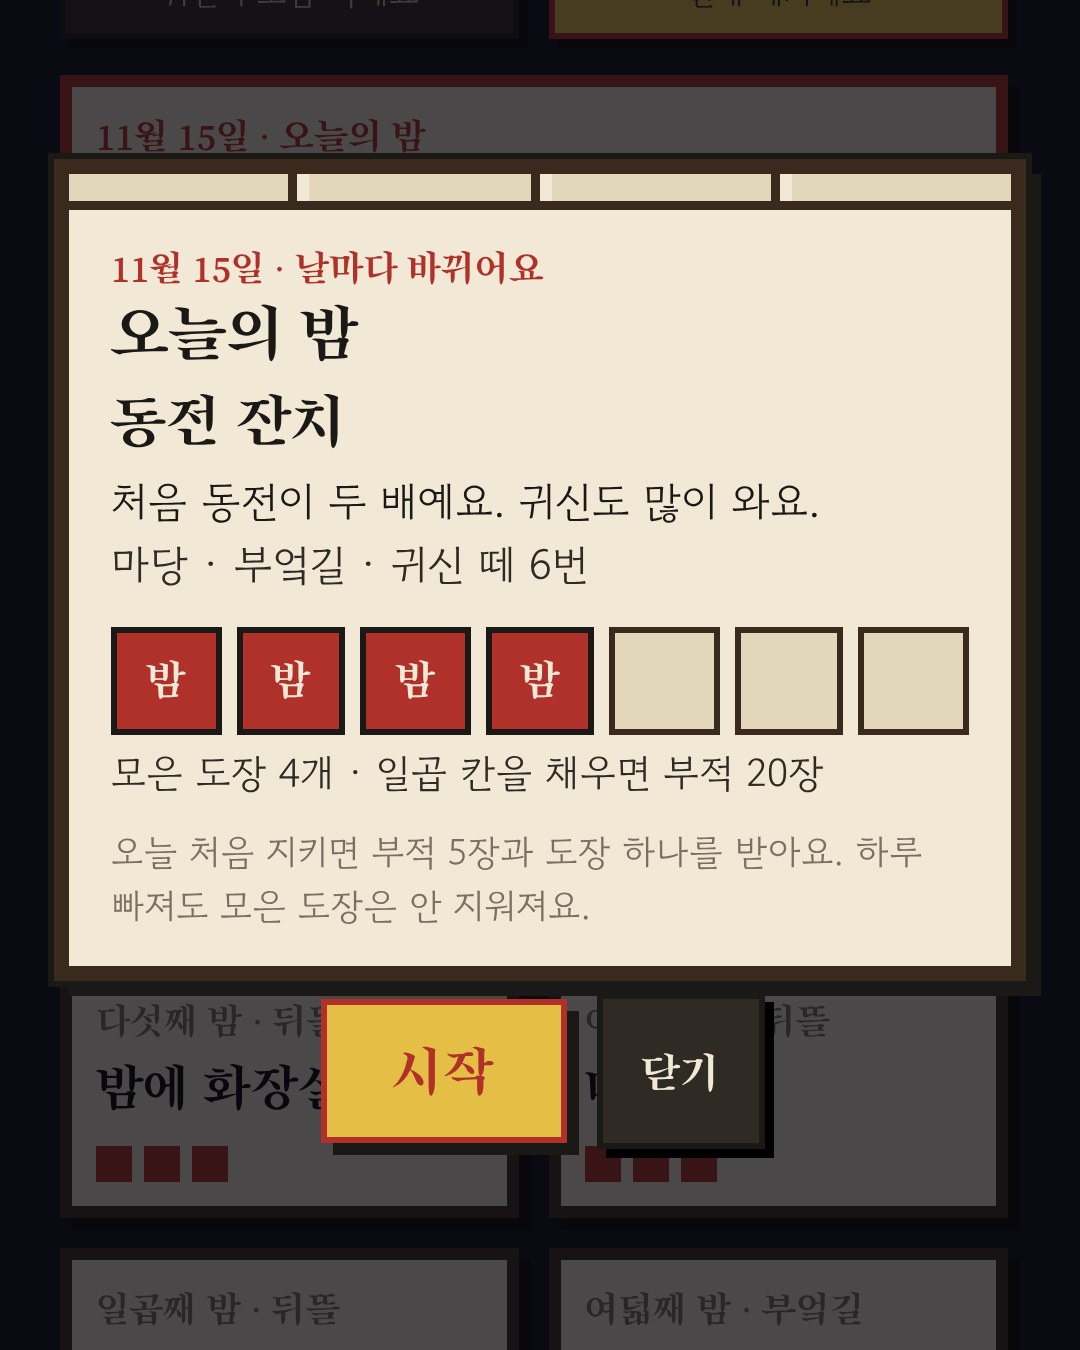 11월 15일 · 오늘의 밤
11월 15일 · 날마다 바뀌어요
오늘의 밤
동전 잔치
처음 동전이 두 배예요. 귀신도 많이 와요.
마당 · 부엌길 · 귀신 떼 6번
밤 밤 밤 밤
모은 도장 4개 · 일곱 칸을 채우면 부적 20장
오늘 처음 지키면 부적 5장과 도장 하나를 받아요. 하루
빠져도 모은 도장은 안 지워져요.
다섯째 밤 · 뒤뜰
뒤뜰
밤에 화장실
시작
닫기
일곱째 밤 · 뒤뜰
여덟째 밤 · 부엌길